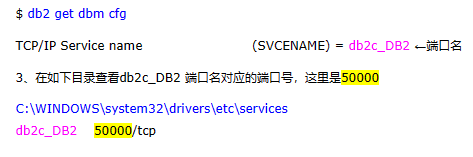 $ db2 get dbm cfg
TCP/IP Service name (SVCENAME) = db2c_DB2 ←端口名
3、在如下目录查看db2c_DB2 端口名对应的端口号，这里是50000
C:\WINDOWS\system32\drivers\etc\services
db2c_DB2 50000/tcp